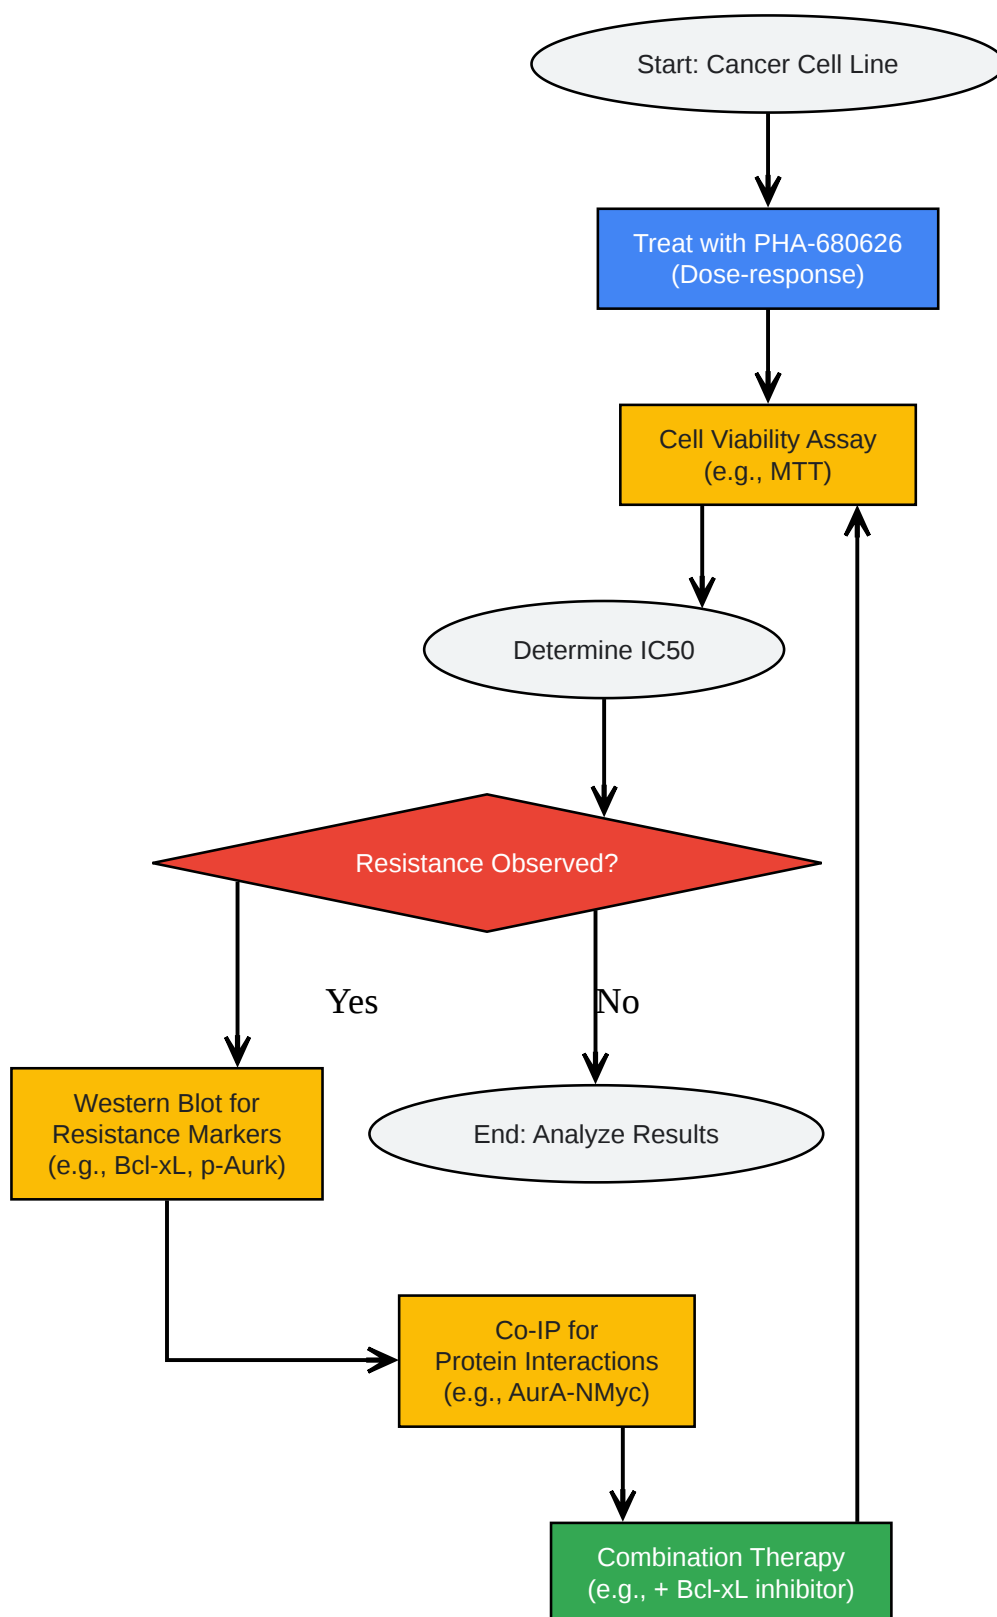 Start: Cancer Cell Line
Treat with PHA-680626
(Dose-response)
Cell Viability Assay
(e.g., MTT)
Determine IC50
Resistance Observed?
Yes
No
Western Blot for
Resistance Markers
(e.g., Bcl-xL, p-Aurk)
End: Analyze Results
Co-IP for
Protein Interactions
(e.g., AurA-NMyc)
Combination Therapy
(e.g., + Bcl-xL inhibitor)